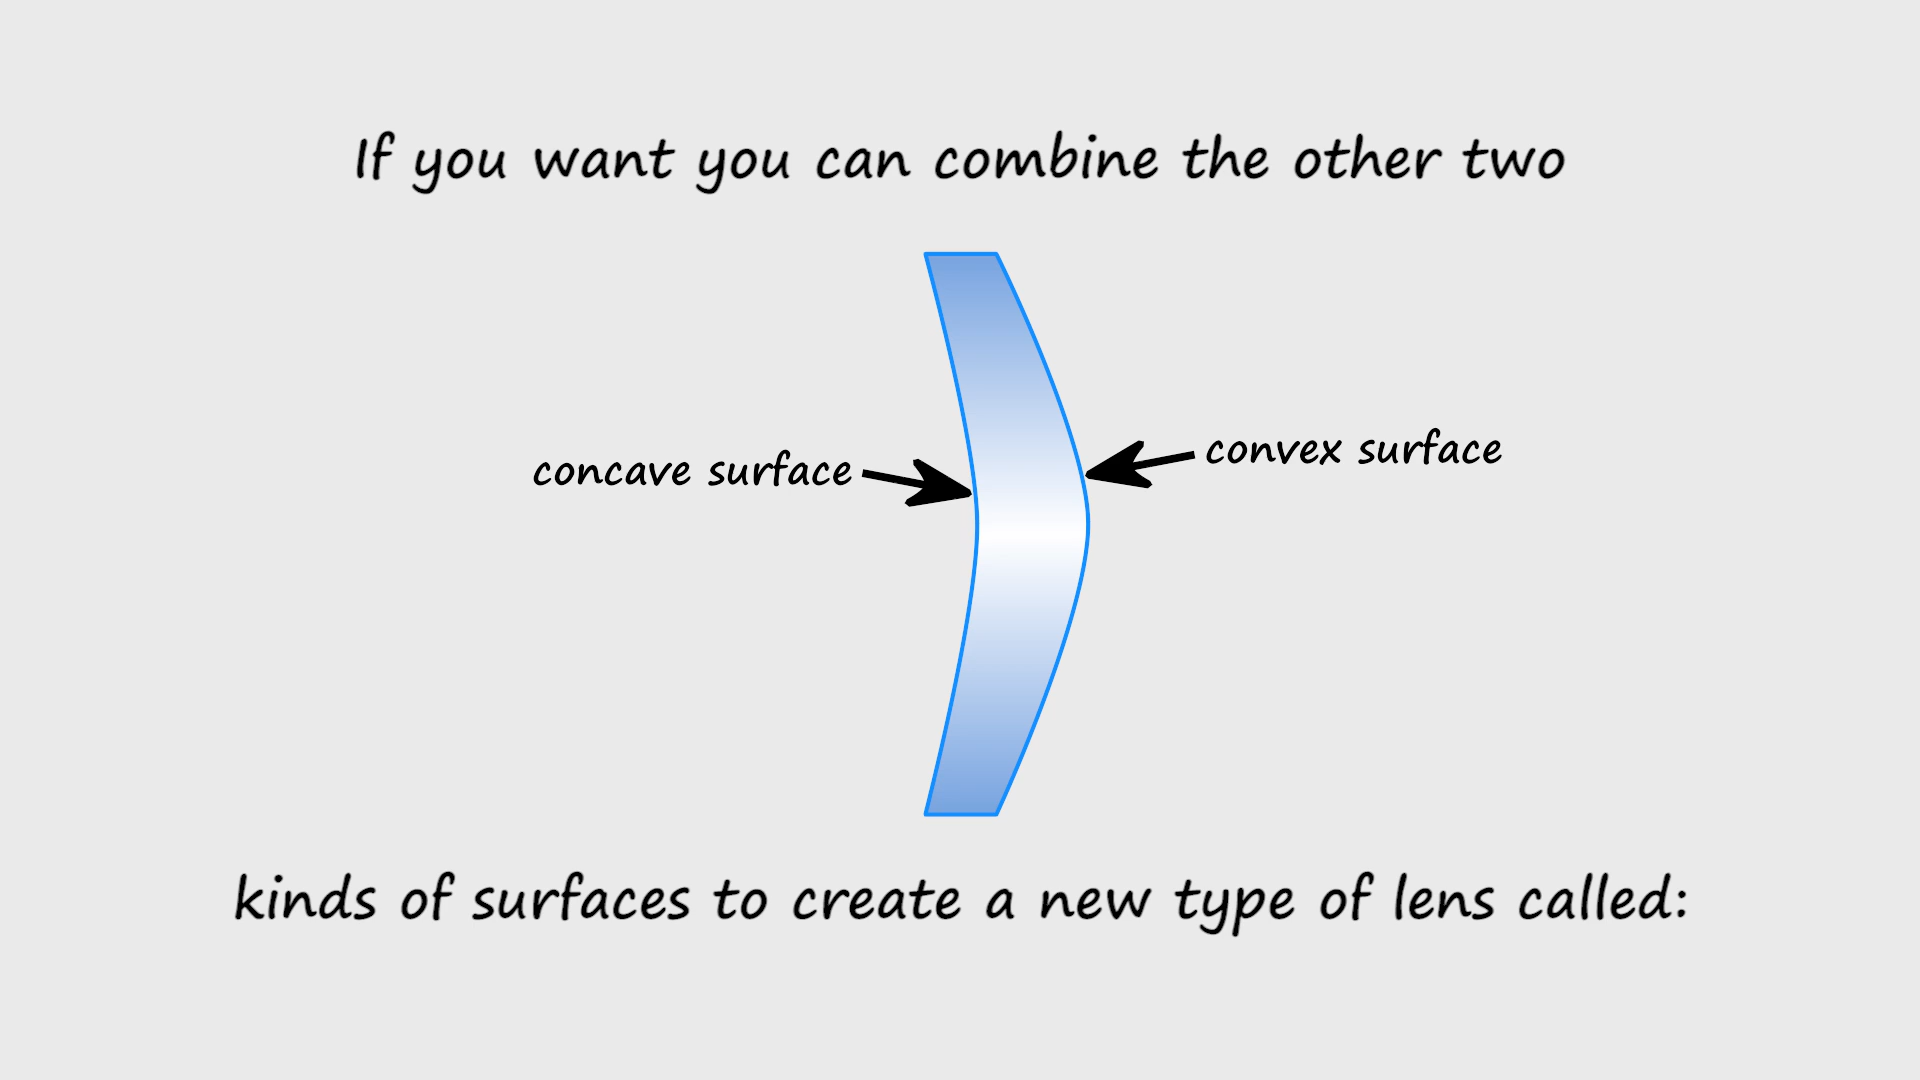 If you want you can combine the other two
concave surface
convex surface
kinds of surfaces to create a new type of lens called: